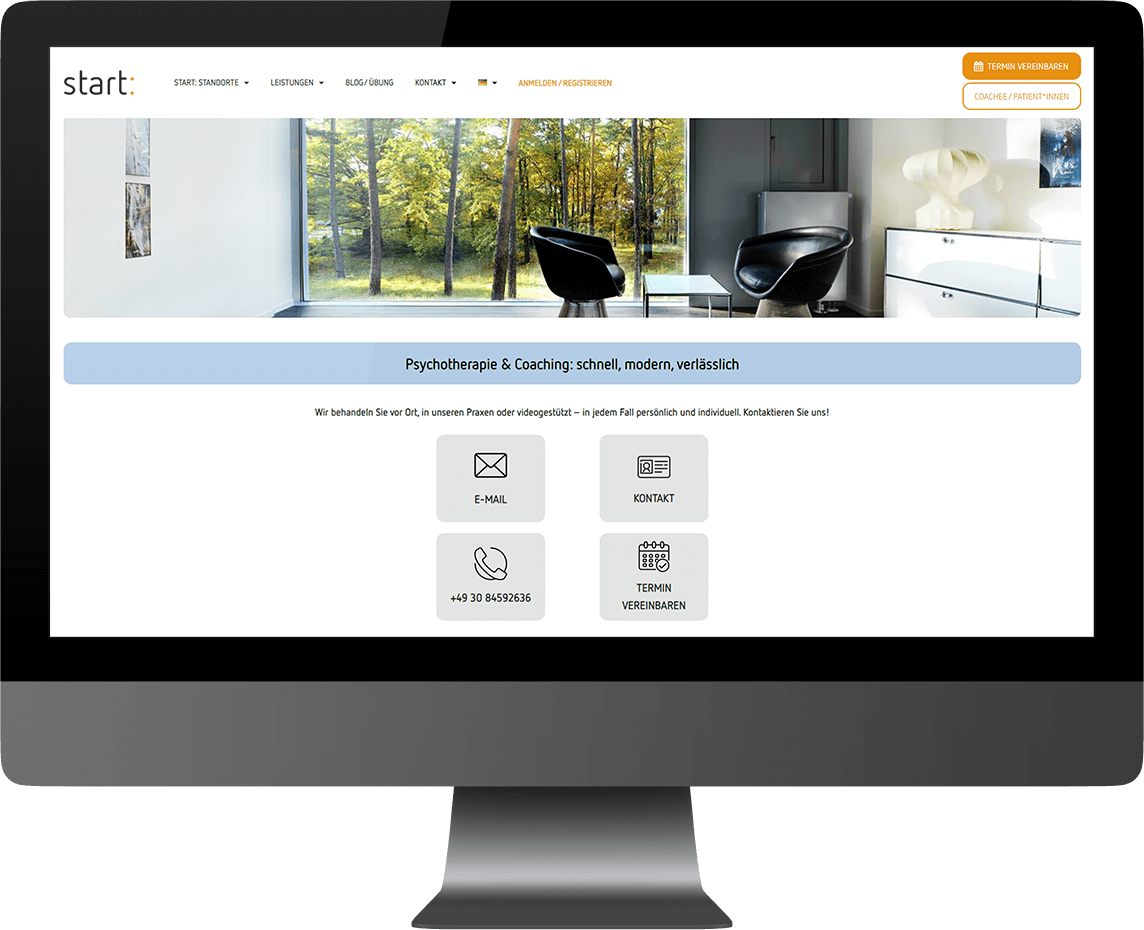 start:
START: STANDORTE
LEISTUNGEN
BLOG/ÜBUNG
KONTAKT
ANMELDEN / REGISTRIEREN
TERMIN VEREINBAREN
COACHEE / PATIENT*INNEN
Psychotherapie & Coaching: schnell, modern, verlässlich
Wir behandeln Sie vor Ort, in unseren Praxen oder videogestützt – in jedem Fall persönlich und individuell. Kontaktieren Sie uns!
E-MAIL
KONTAKT
+49 30 84592636
TERMIN
VEREINBAREN